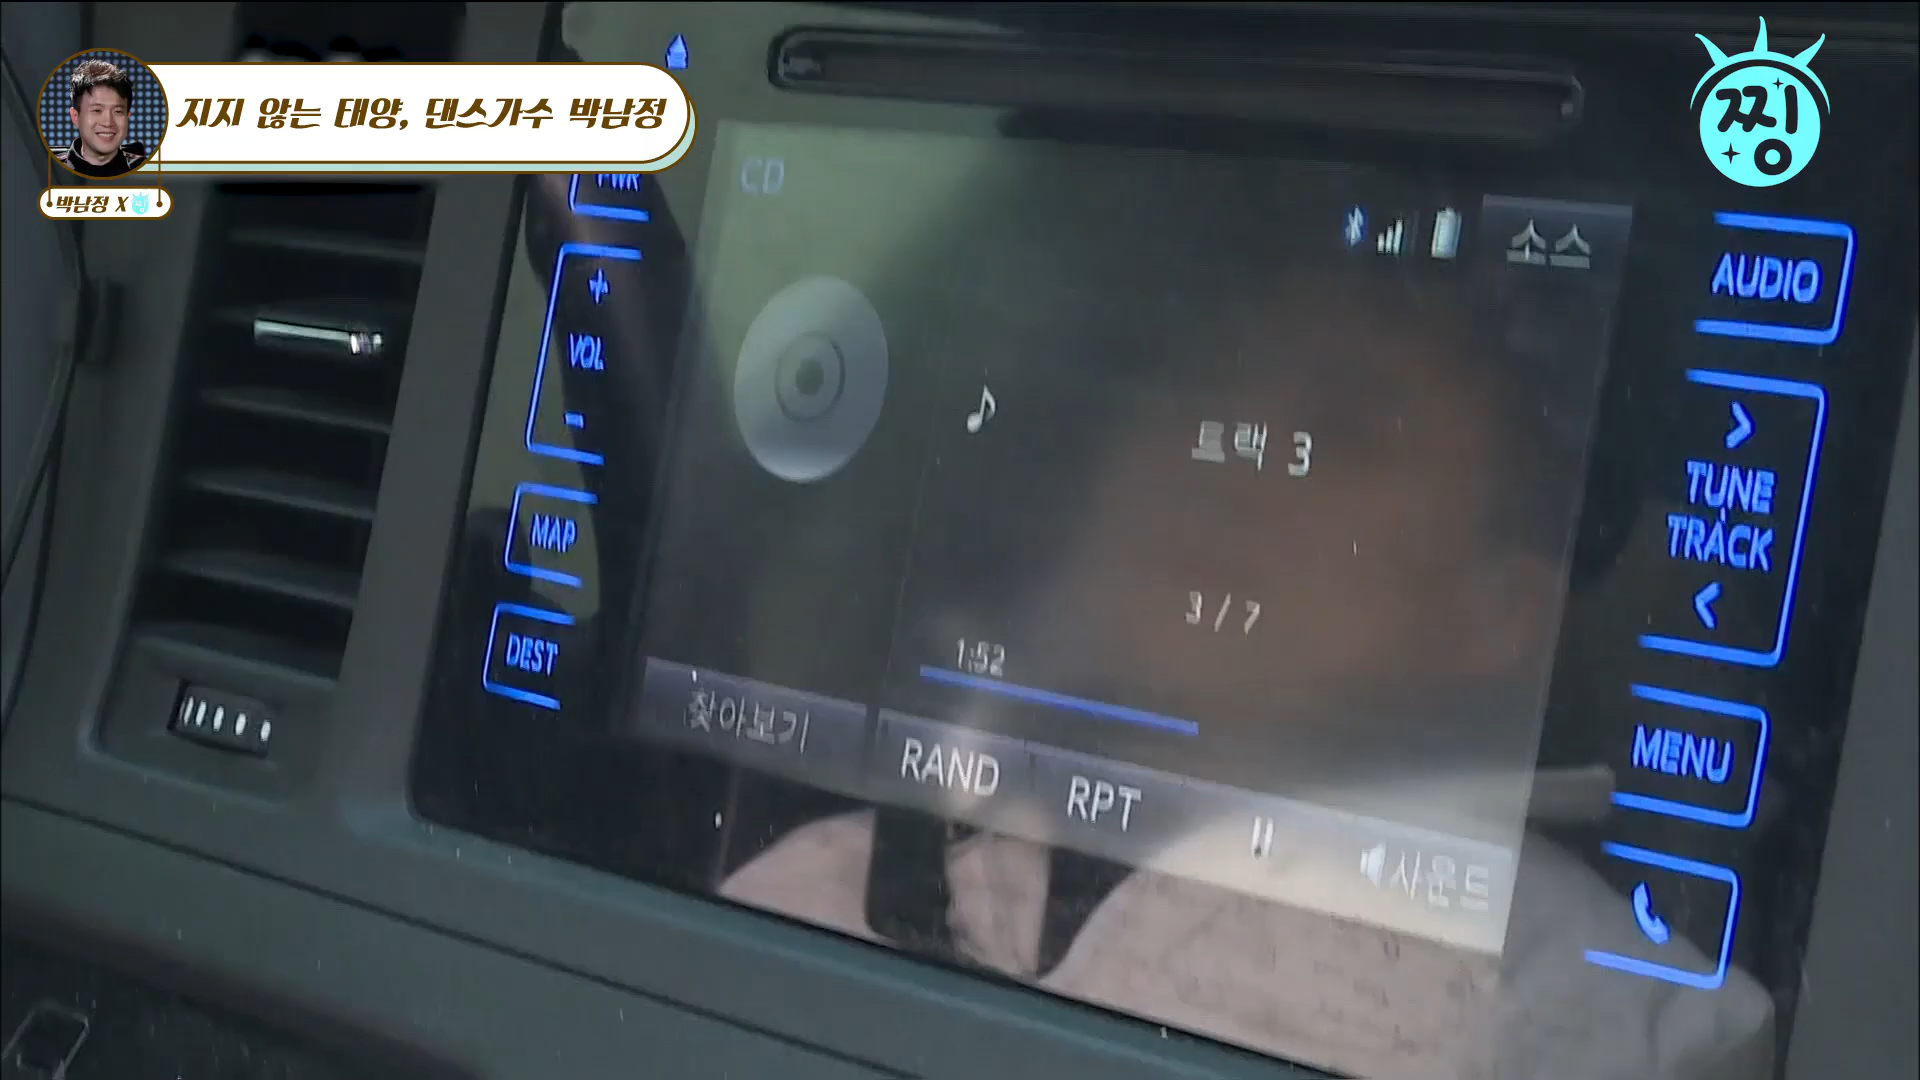 지지 않는 태양, 댄스가수 박남정
박남정 X
찡
PWR
CD
소스
AUDIO
+
VOL
-
트랙 3
TUNE
TRACK
MAP
3 / 7
DEST
1:52
찾아보기
RAND
RPT
사운드
MENU